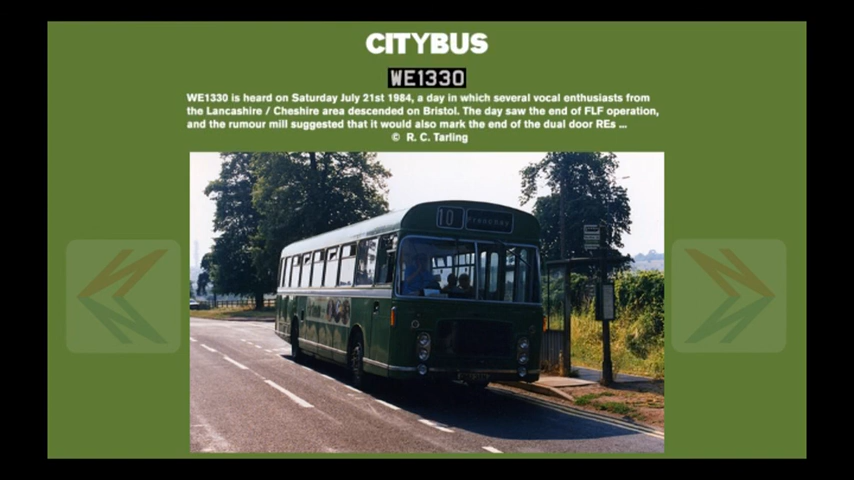 CITYBUS
WE1330
WE1330 is heard on Saturday July 21st 1984, a day in which several vocal enthusiasts from
the Lancashire / Cheshire area descended on Bristol. The day saw the end of FLF operation,
and the rumour mill suggested that it would also mark the end of the dual door REs ...
© R. C. Tarling
10 Frenchay